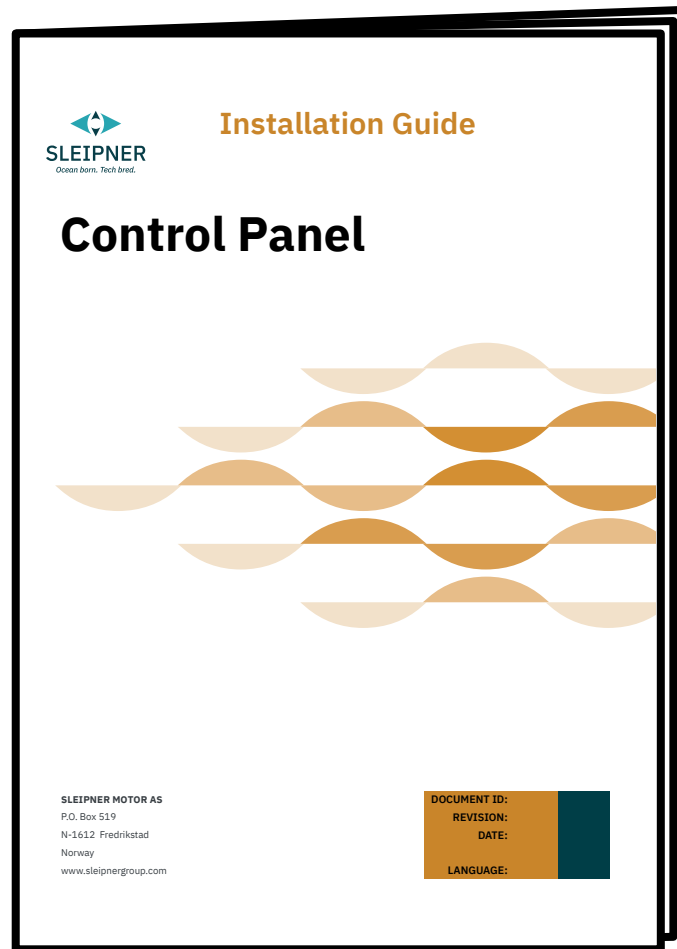 Installation Guide
SLEIPNER
Ocean born. Tech bred.
Control Panel
SLEIPNER MOTOR AS
P.O. Box 519
N-1612 Fredrikstad
Norway
www.sleipnergroup.com
DOCUMENT ID:
REVISION:
DATE:
LANGUAGE: